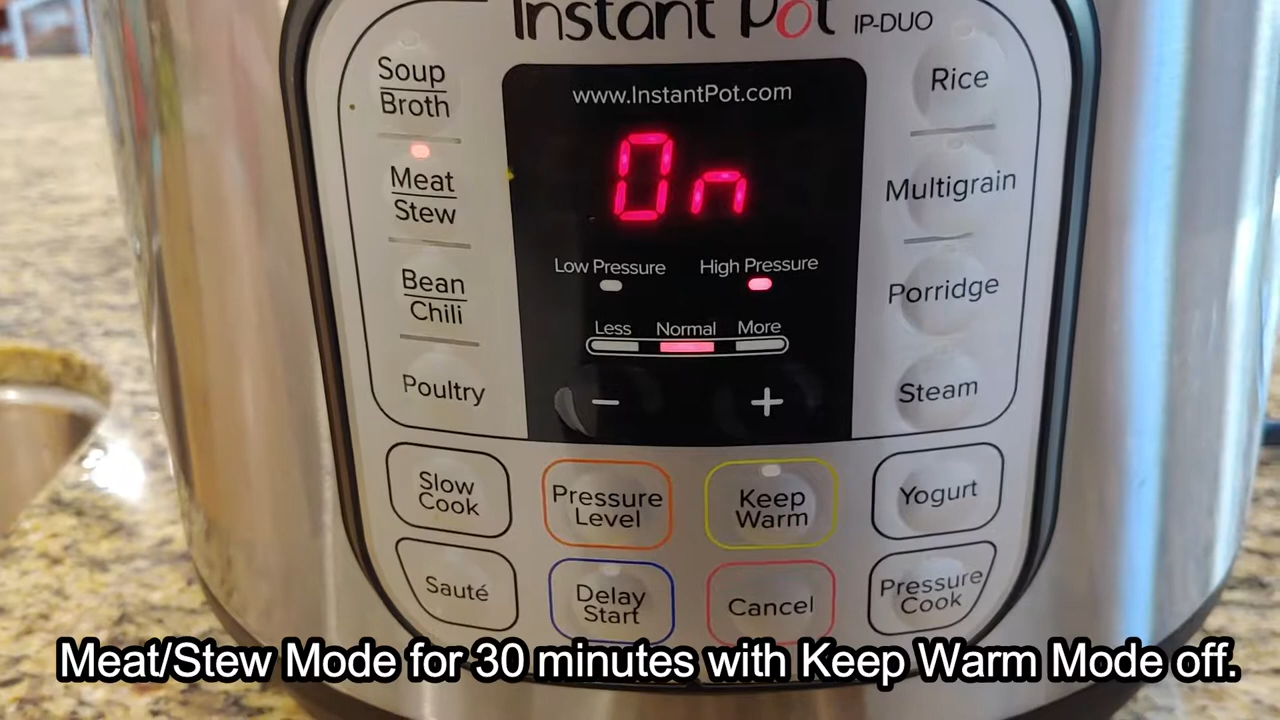 Instant Pot IP-DUO
Soup
Broth
Meat
Stew
Bean
Chili
Poultry
www.InstantPot.com
On
Low Pressure High Pressure
Less Normal More
− +
Rice
Multigrain
Porridge
Steam
Slow
Cook
Pressure
Level
Keep
Warm
Yogurt
Sauté
Delay
Start
Cancel
Pressure
Cook
Meat/Stew Mode for 30 minutes with Keep Warm Mode off.